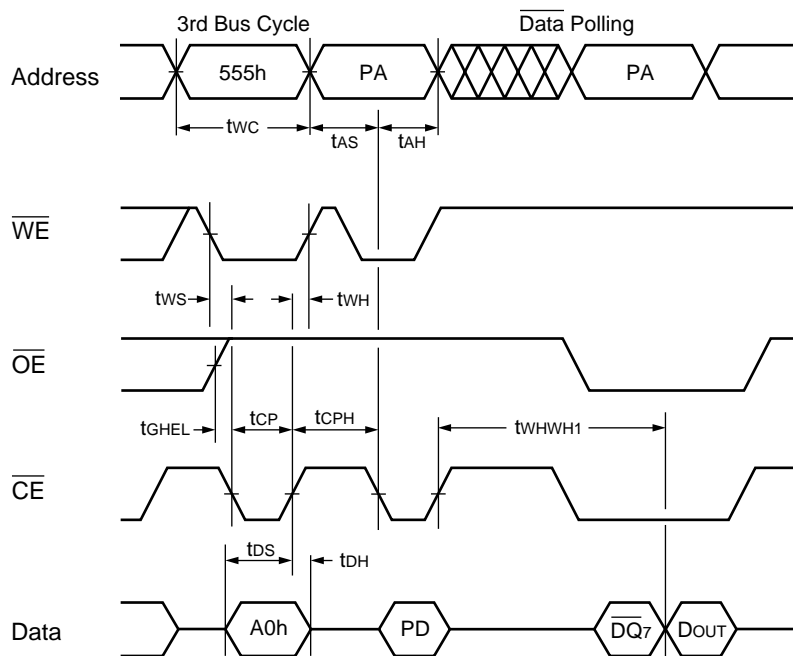 3rd Bus Cycle
Data Polling
Address
555h
PA
PA
tWC
tAS
tAH
WE
tWS
tWH
OE
tGHEL
tCP
tCPH
tWHWH1
CE
tDS
tDH
Data
A0h
PD
DQ7
DOUT